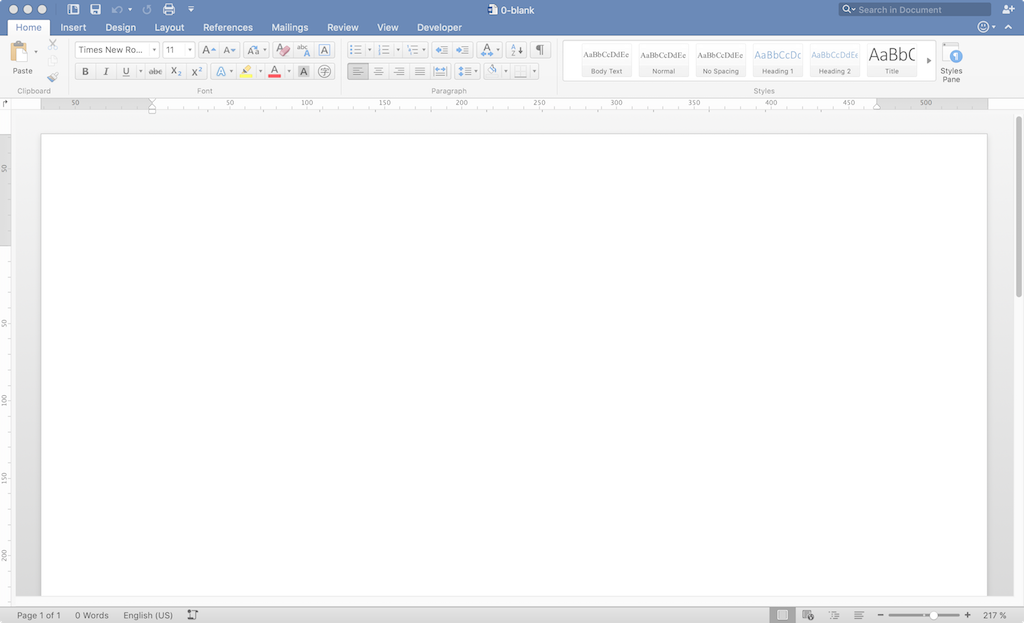 0-blank
Search in Document
Home Insert Design Layout References Mailings Review View Developer
Paste
Times New Ro... 11
B I U abc X₂ X²
AaBbCcDdEe AaBbCcDdEe AaBbCcDdEe AaBbCcDc AaBbCcDdEe AaBbC
Body Text Normal No Spacing Heading 1 Heading 2 Title
Styles
Pane
Clipboard Font Paragraph Styles
50 50 100 150 200 250 300 350 400 450 500
50
50
100
150
200
Page 1 of 1 0 Words English (US) 217 %